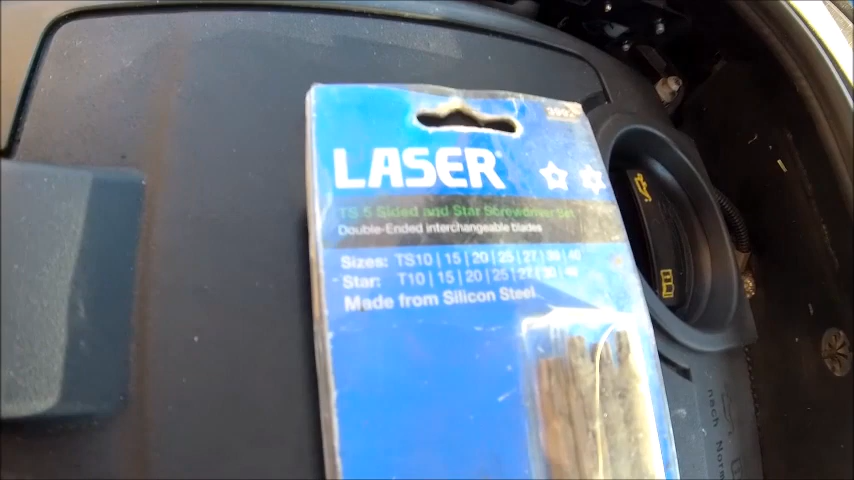 LASER
TS 5 Sided and Star Screwdriver Set
Double-Ended interchangeable blades
Sizes: TS10 | 15 | 20 | 25 | 27 | 30 | 40
Star: T10 | 15 | 20 | 25 | 27 | 30 | 40
Made from Silicon Steel
nach